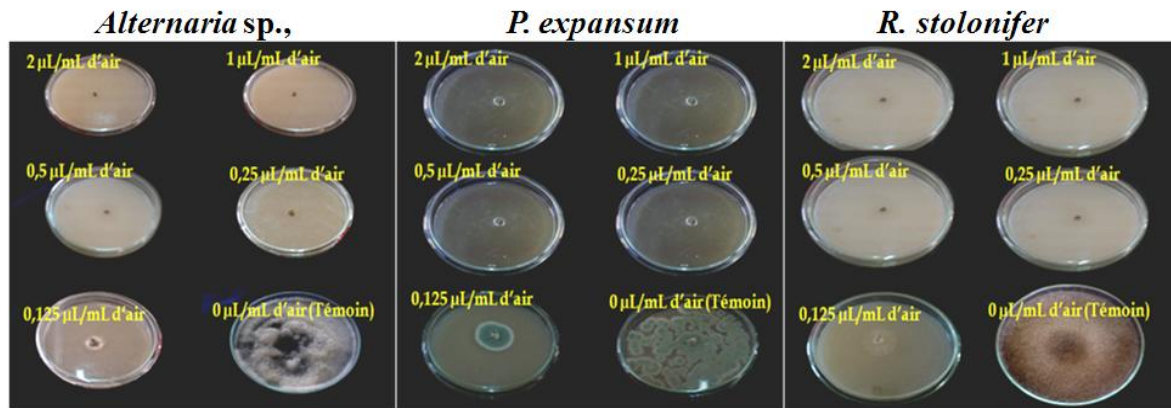 Alternaria sp., P. expansum R. stolonifer
2 µL/mL d'air 1 µL/mL d'air 2 µL/mL d'air 1 µL/mL d'air 2 µL/mL d'air 1 µL/mL d'air
0,5 µL/mL d'air 0,25 µL/mL d'air 0,5 µL/mL d'air 0,25 µL/mL d'air 0,5 µL/mL d'air 0,25 µL/mL d'air
0,125 µL/mL d'air 0 µL/mL d'air (Témoin) 0,125 µL/mL d'air 0 µL/mL d'air (Témoin) 0,125 µL/mL d'air 0 µL/mL d'air (Témoin)